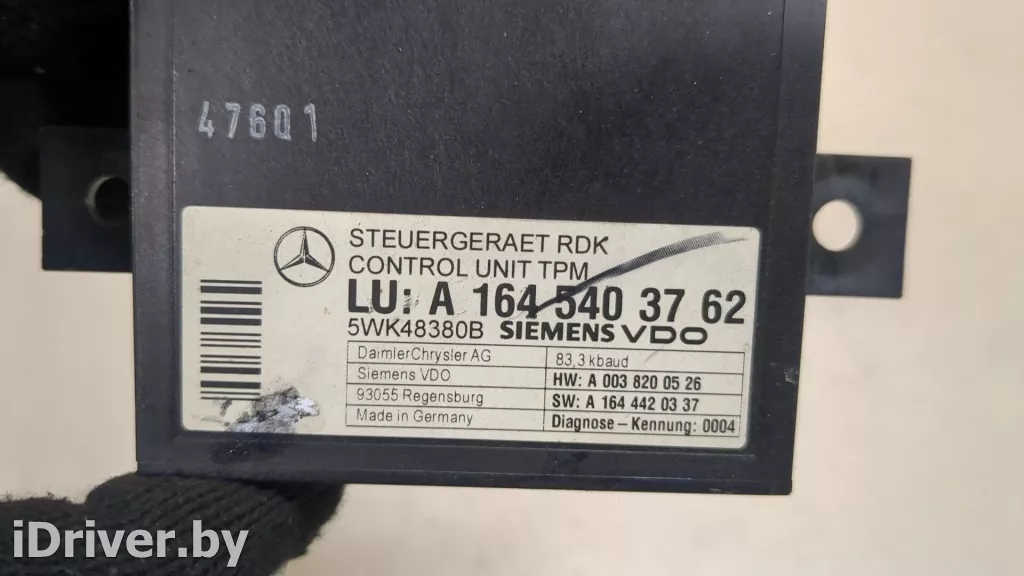 47601
STEUERGERAET RDK
CONTROL UNIT TPM
LU: A 164 540 37 62
5WK48380B SIEMENS VDO
DaimlerChrysler AG 83,3 kbaud
Siemens VDO HW: A 003 820 05 26
93055 Regensburg SW: A 164 442 03 37
Made in Germany Diagnose – Kennung: 0004
iDriver.by